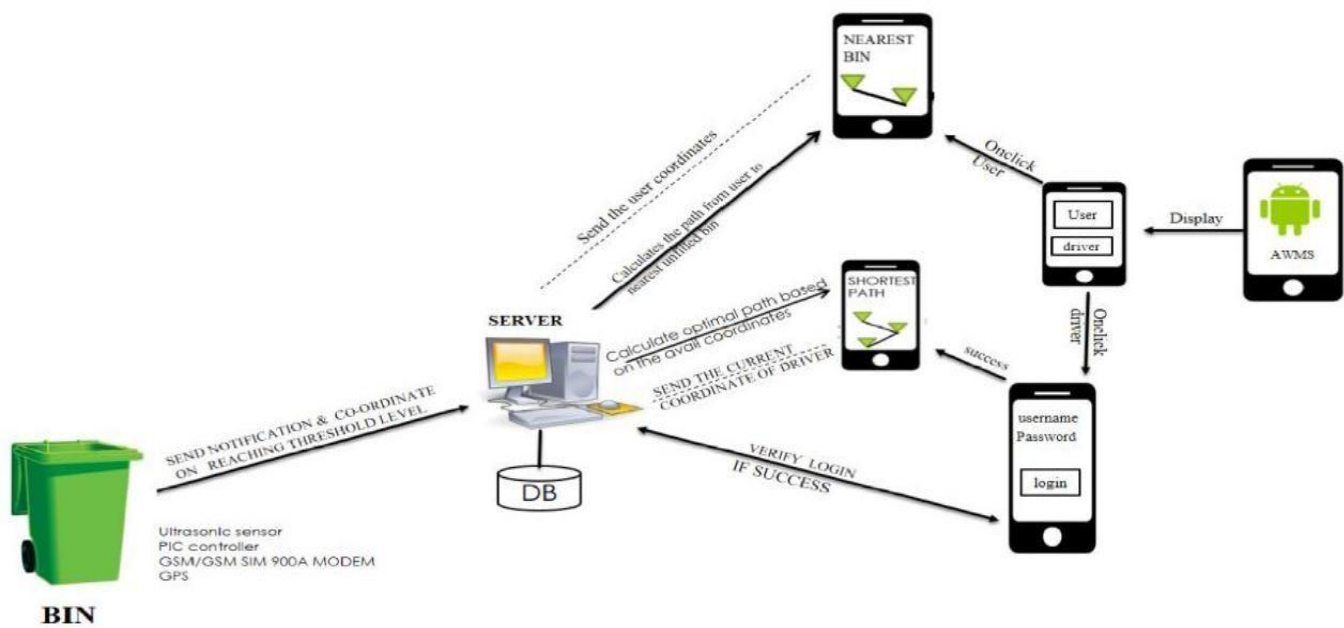 NEAREST
BIN
Send the user coordinates
Calculates the path from user to
nearest unfilled bin
Onclick
User
User
driver
Display
AWMS
SHORTEST
PATH
Onclick
driver
success
SERVER
Calculate optimal path based
on the avail coordinates
SEND THE CURRENT
COORDINATE OF DRIVER
SEND NOTIFICATION & CO-ORDINATE
ON REACHING THRESHOLD LEVEL
username
Password
login
VERIFY LOGIN
IF SUCCESS
DB
Ultrasonic sensor
PIC controller
GSM/GSM SIM 900A MODEM
GPS
BIN